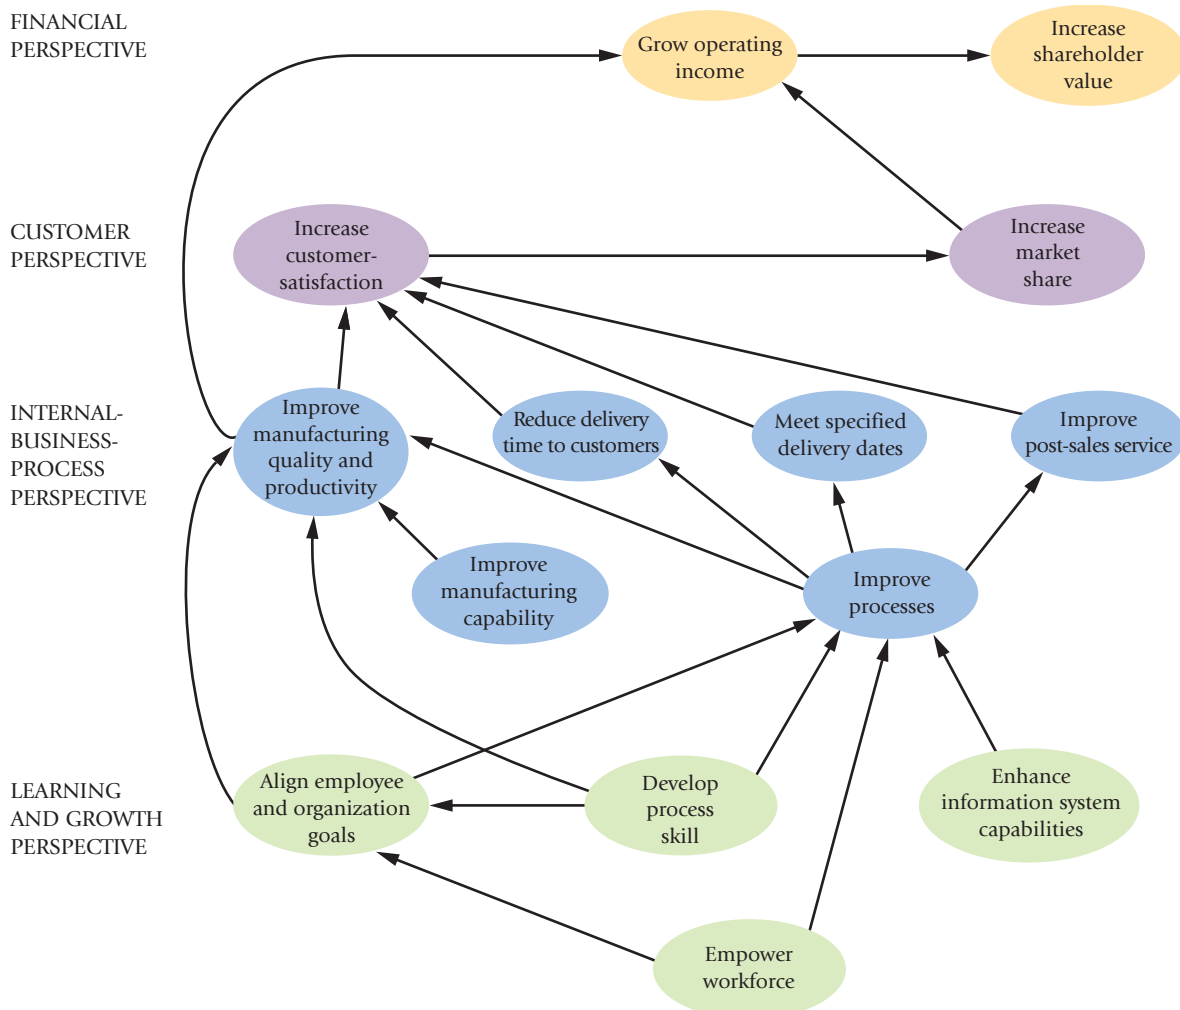 FINANCIAL
PERSPECTIVE
Grow operating
income
Increase
shareholder
value
CUSTOMER
PERSPECTIVE
Increase
customer-
satisfaction
Increase
market
share
INTERNAL-
BUSINESS-
PROCESS
PERSPECTIVE
Improve
manufacturing
quality and
productivity
Reduce delivery
time to customers
Meet specified
delivery dates
Improve
post-sales service
Improve
manufacturing
capability
Improve
processes
LEARNING
AND GROWTH
PERSPECTIVE
Align employee
and organization
goals
Develop
process
skill
Enhance
information system
capabilities
Empower
workforce